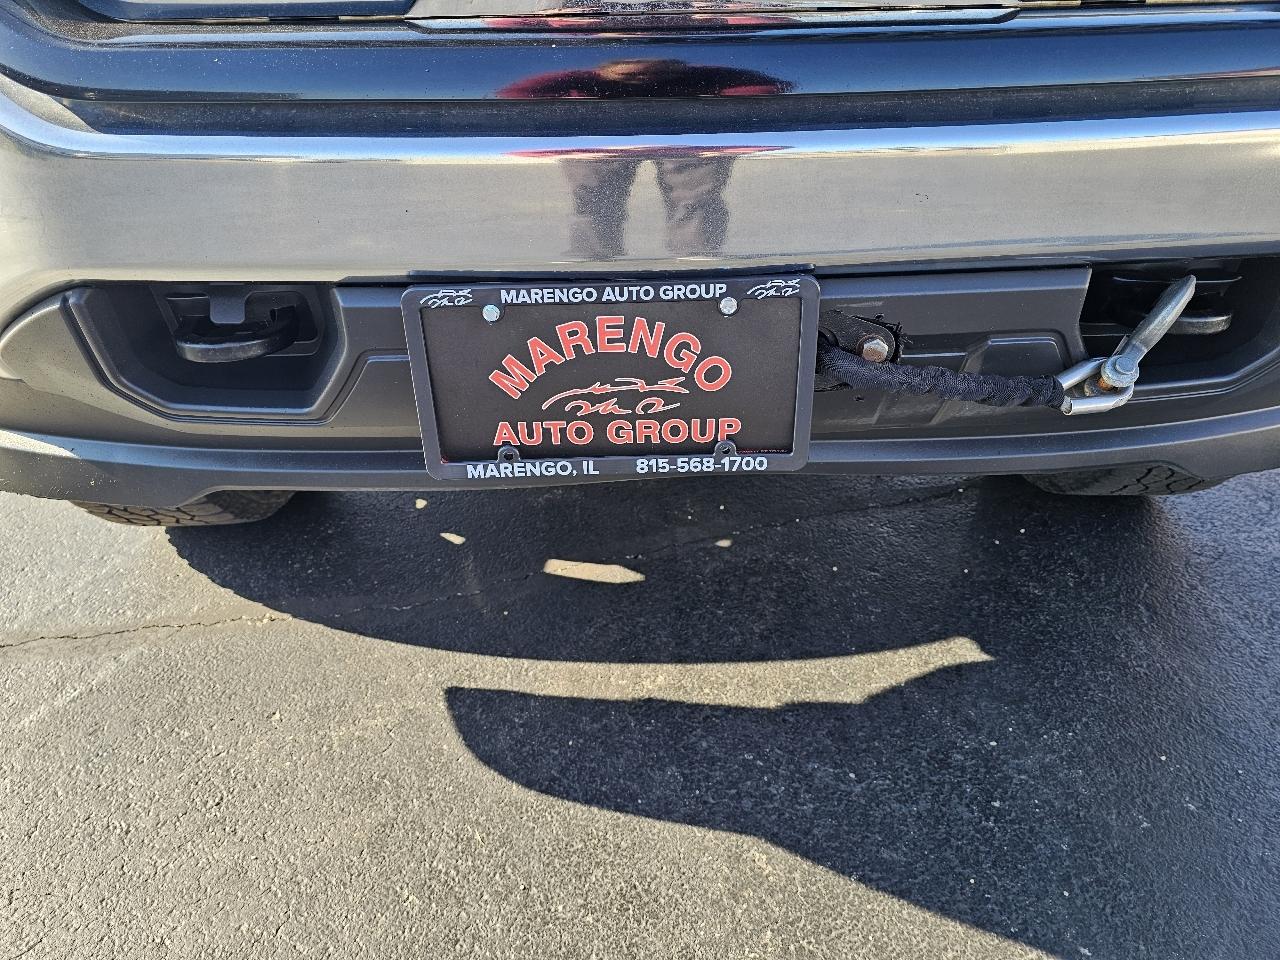 MARENGO AUTO GROUP
MARENGO
AUTO GROUP
MARENGO, IL 815-568-1700